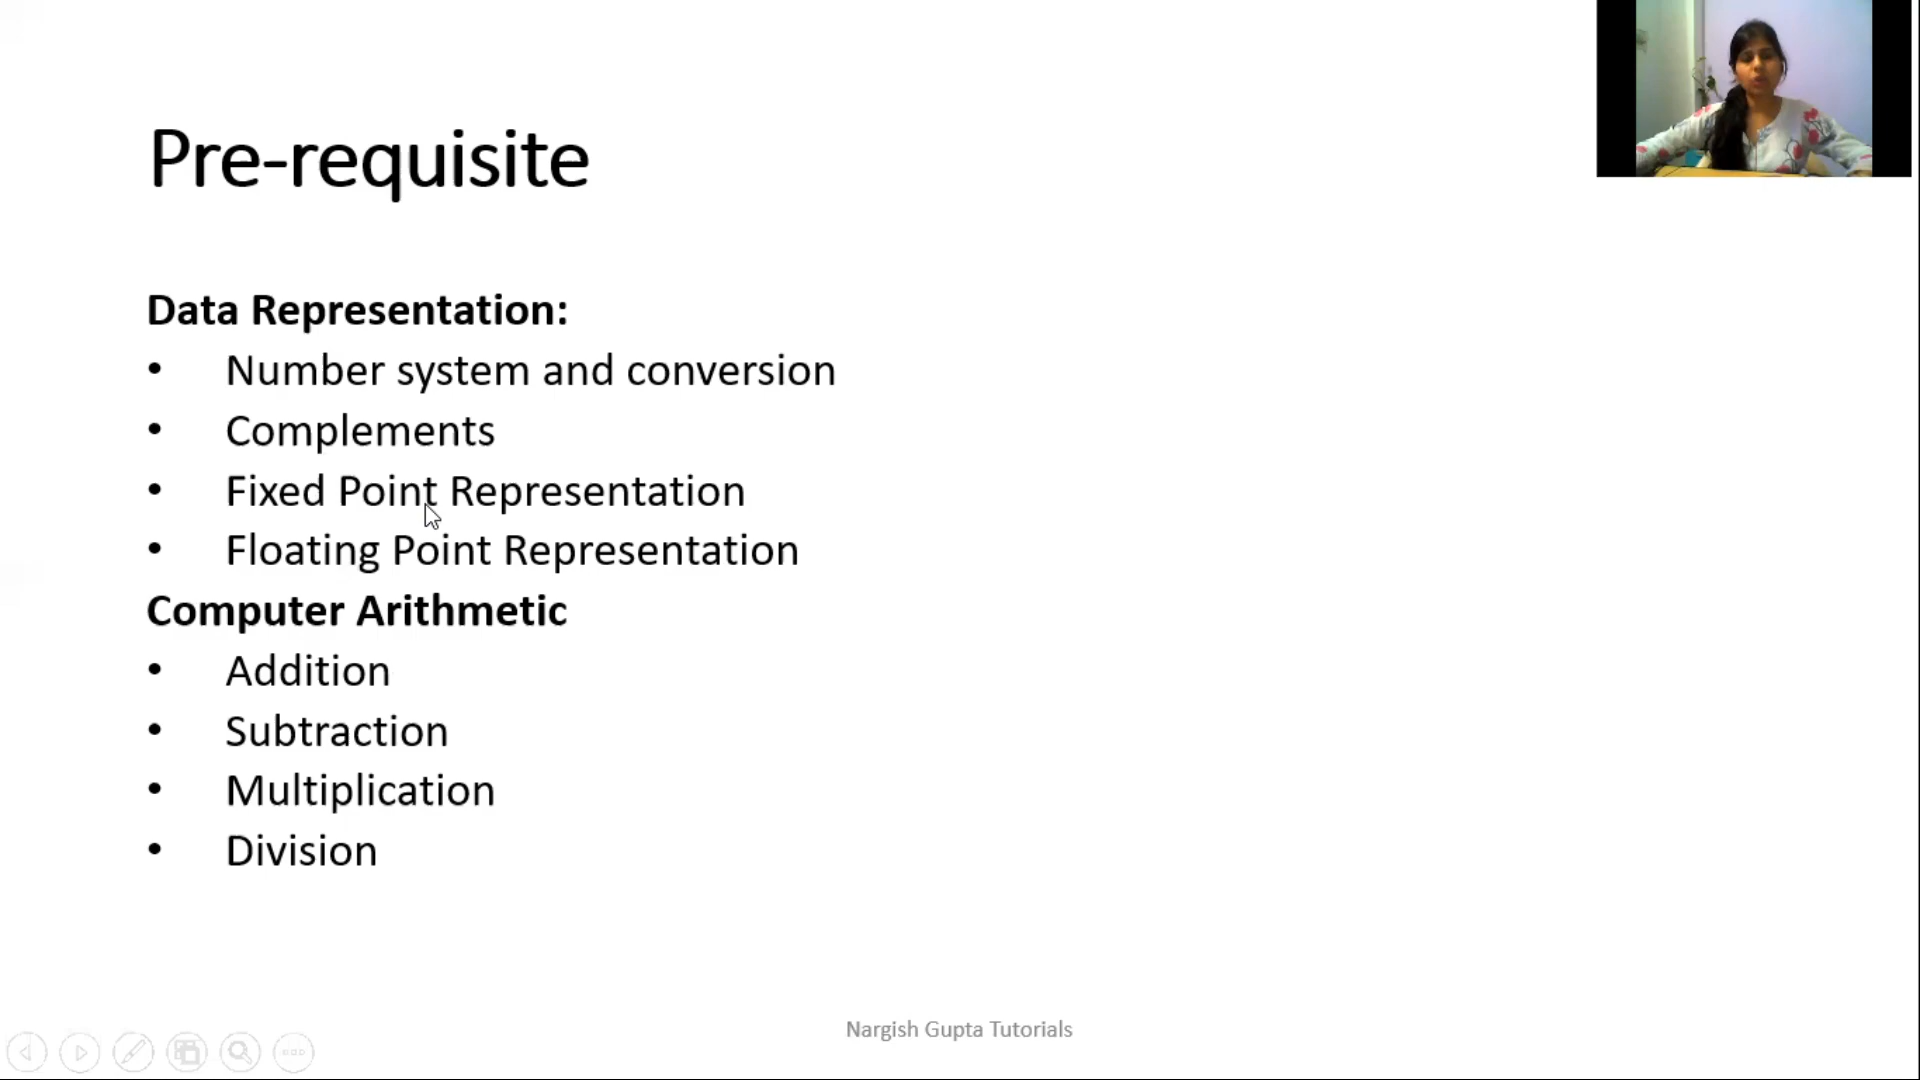 Pre-requisite
Data Representation:
• Number system and conversion
• Complements
• Fixed Point Representation
• Floating Point Representation
Computer Arithmetic
• Addition
• Subtraction
• Multiplication
• Division
Nargish Gupta Tutorials